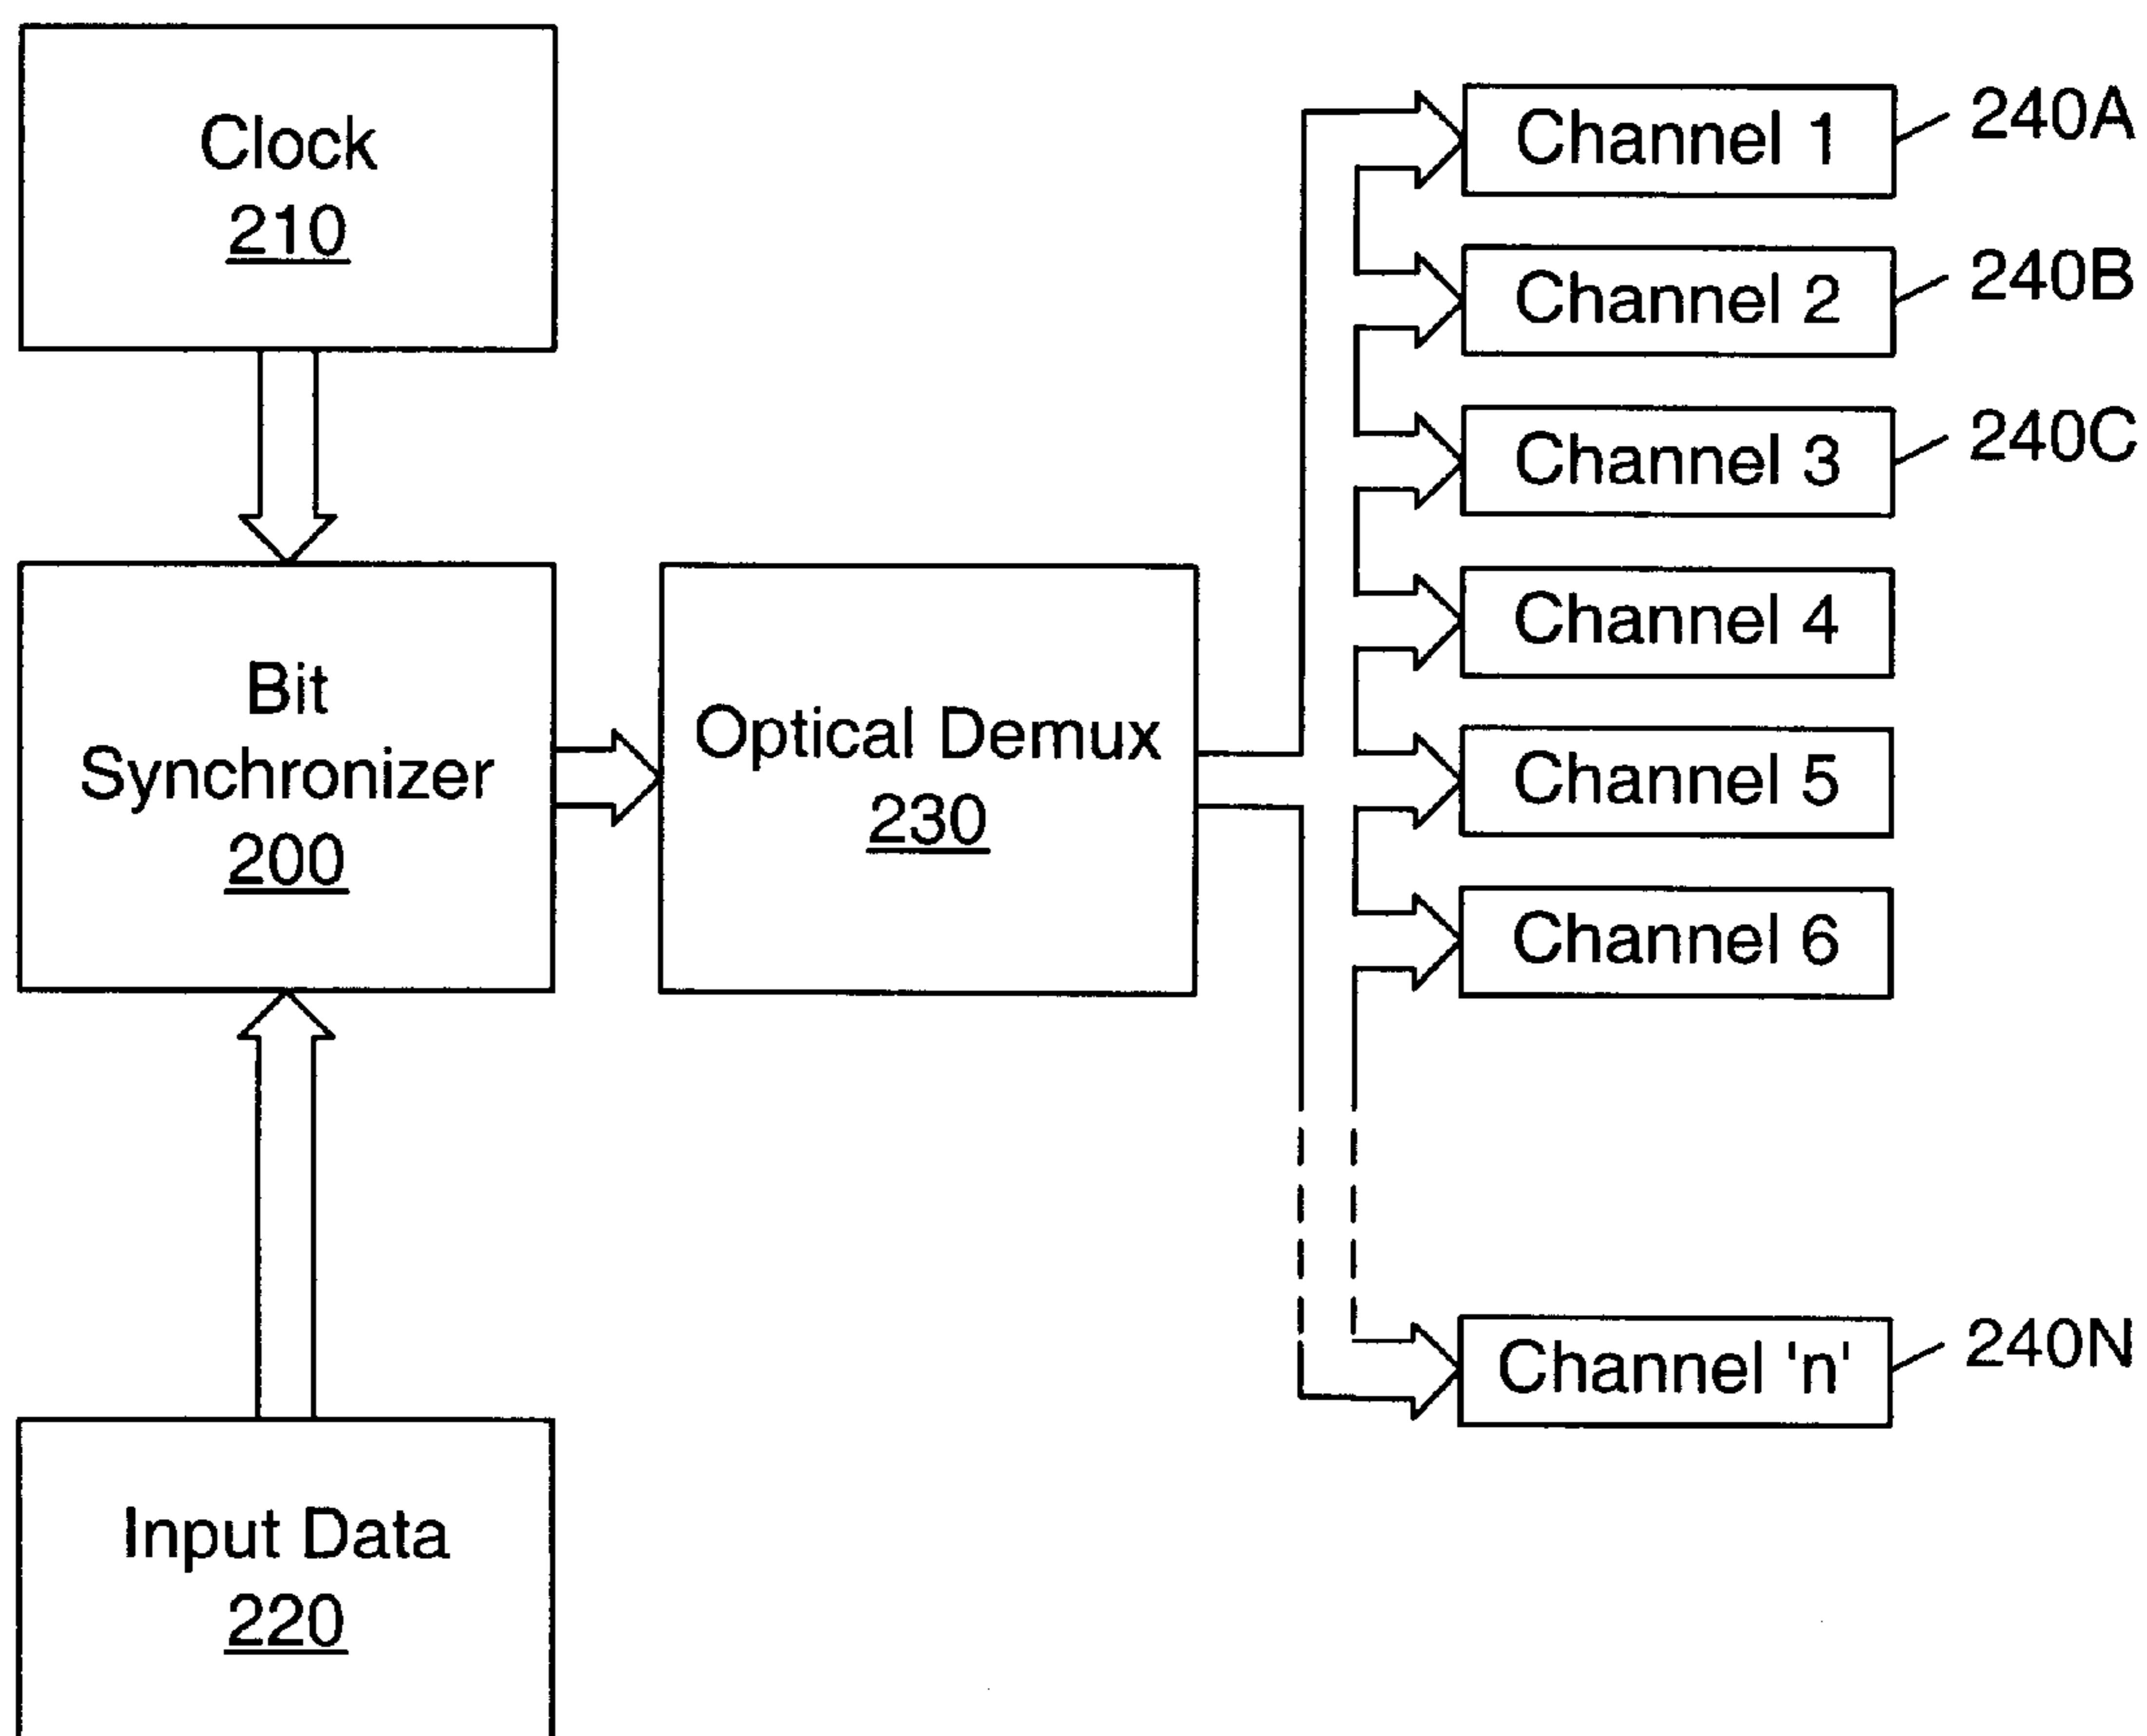 Clock
210
Bit
Synchronizer
200
Input Data
220
Optical Demux
230
Channel 1
240A
Channel 2
240B
Channel 3
240C
Channel 4
Channel 5
Channel 6
Channel 'n'
240N